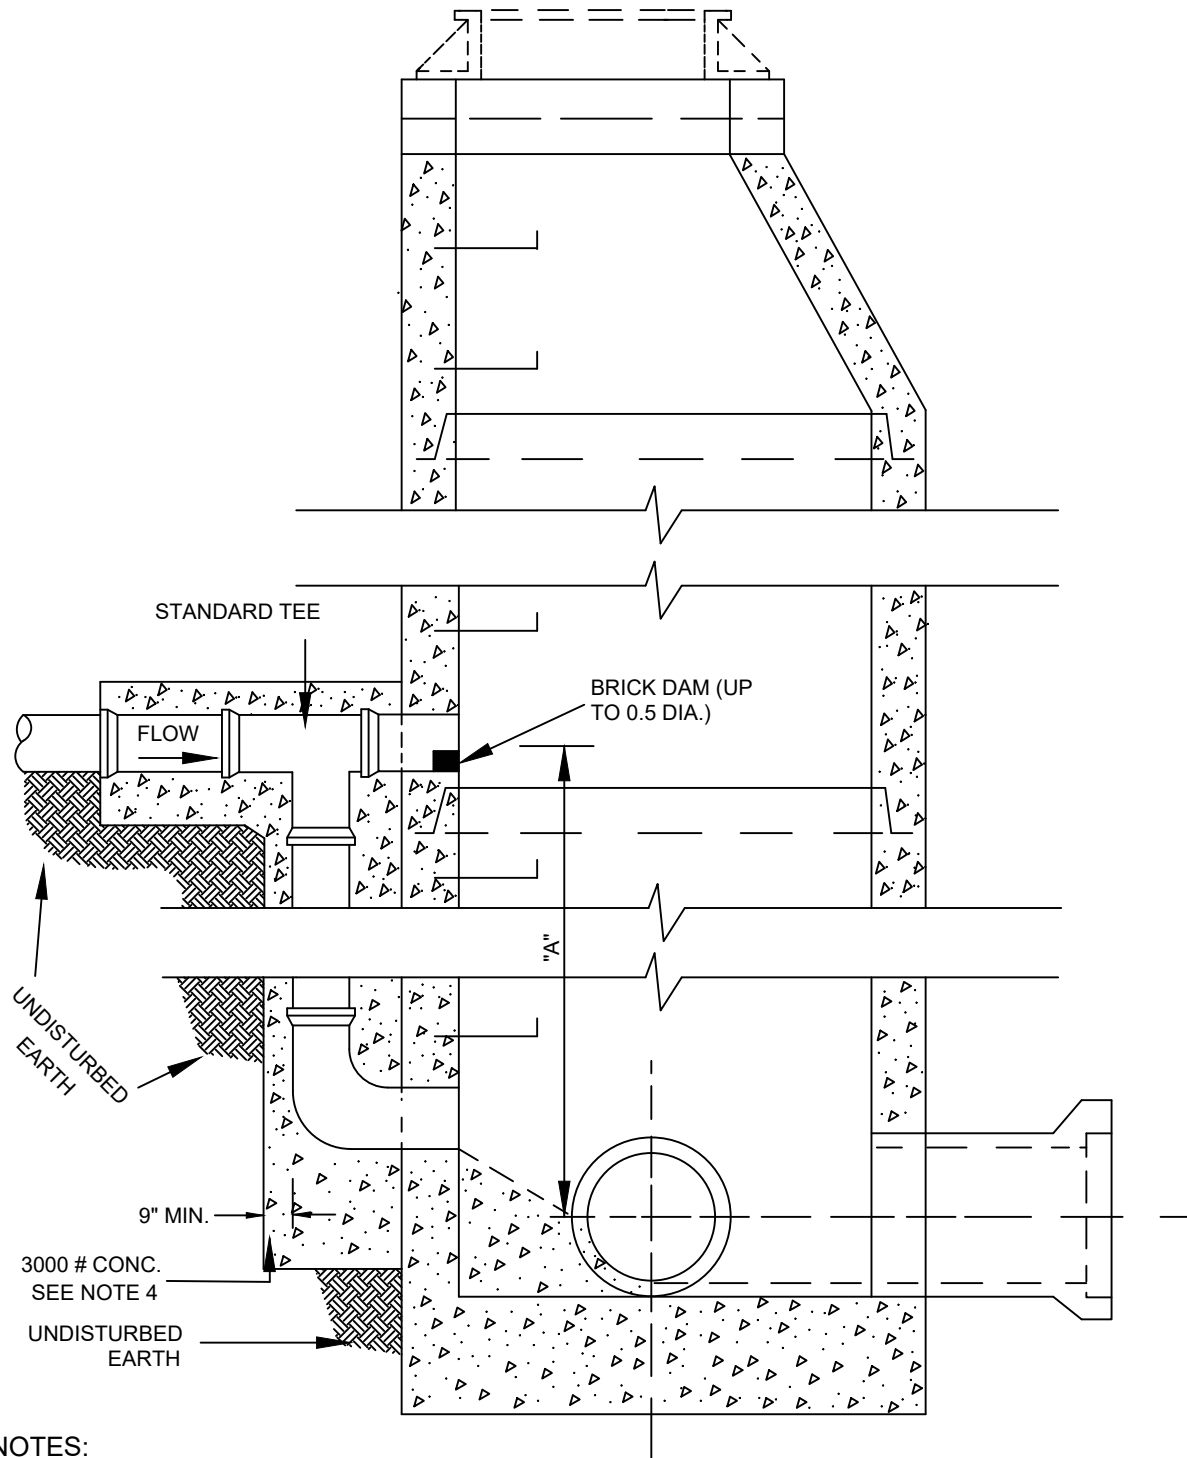 STANDARD TEE
BRICK DAM (UP
TO 0.5 DIA.)
FLOW
"A"
UNDISTURBED
EARTH
9" MIN.
3000 # CONC.
SEE NOTE 4
UNDISTURBED
EARTH
NOTES: